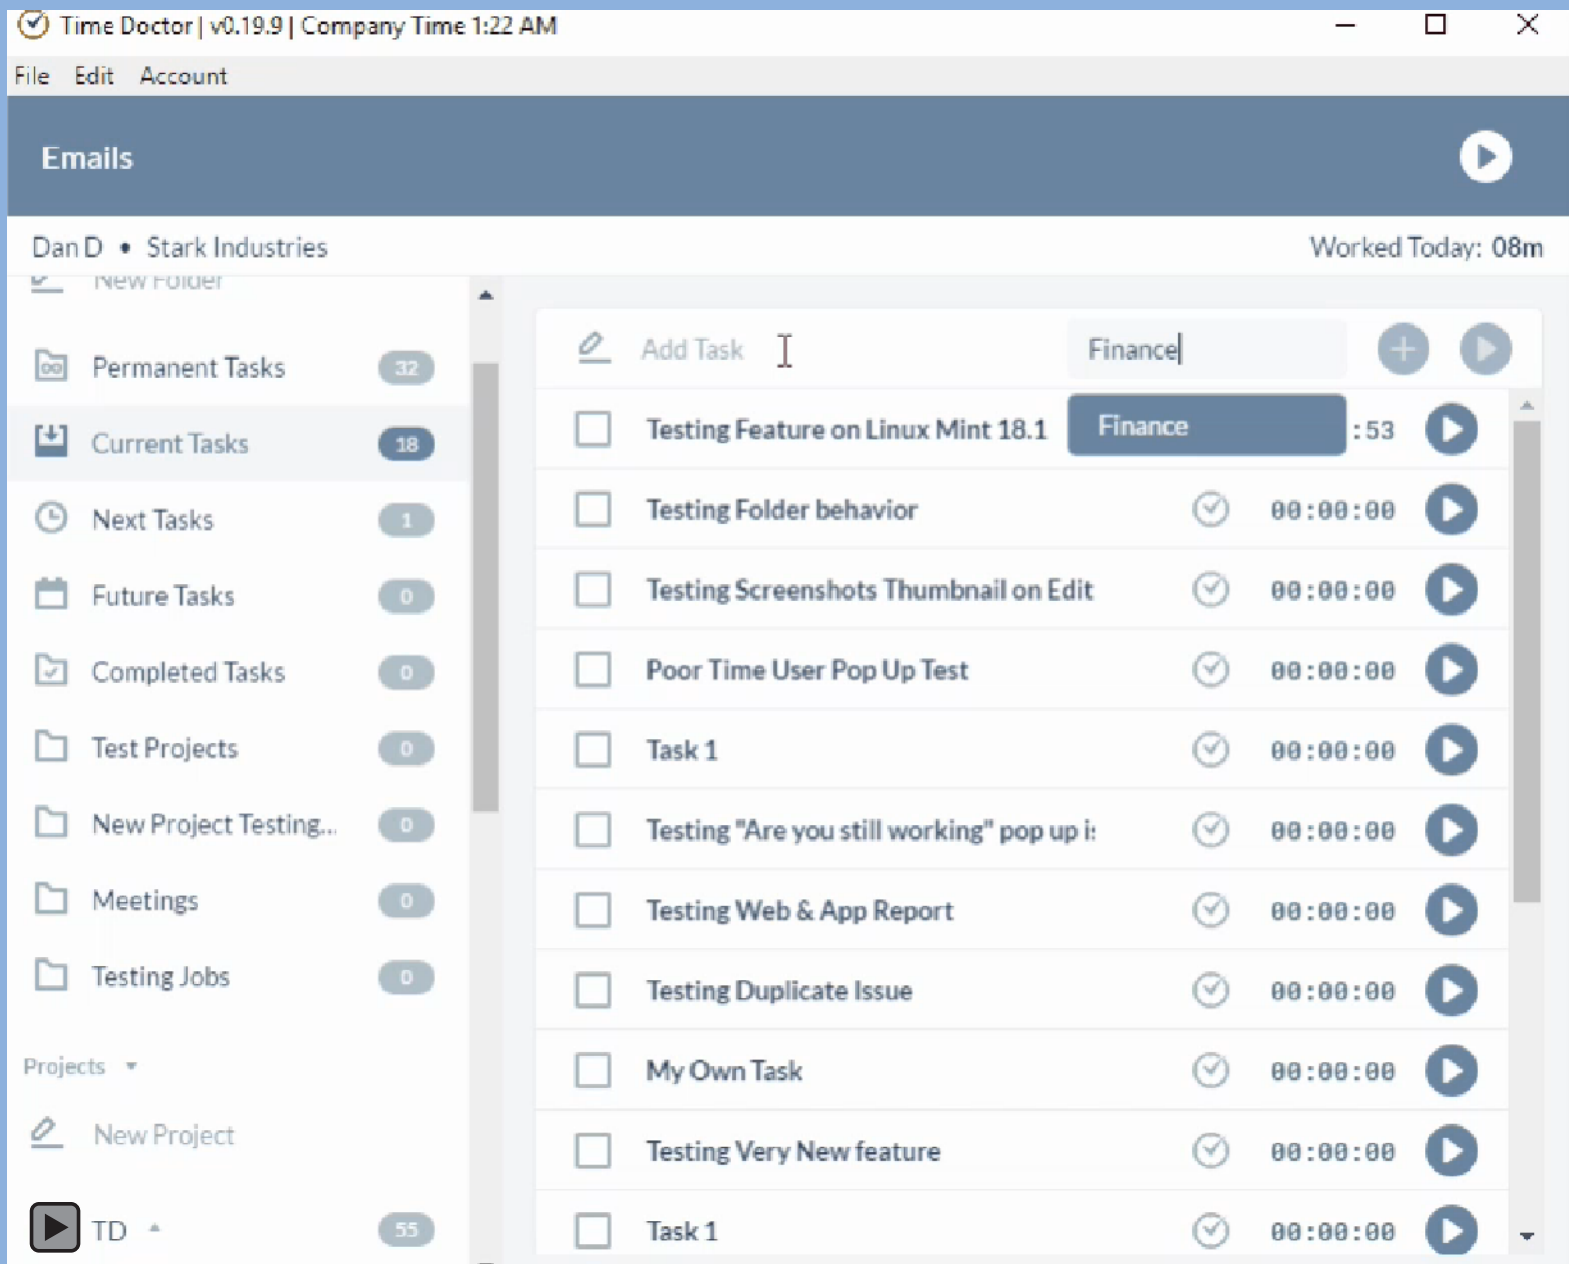 Time Doctor | v0.19.9 | Company Time 1:22 AM
File Edit Account
Emails
Dan D • Stark Industries
Worked Today: 08m
New Folder
Permanent Tasks 32
Current Tasks 18
Next Tasks 1
Future Tasks 0
Completed Tasks 0
Test Projects 0
New Project Testing... 0
Meetings 0
Testing Jobs 0
Projects
New Project
TD 55
Add Task Finance
Finance
Testing Feature on Linux Mint 18.1 :53
Testing Folder behavior 00:00:00
Testing Screenshots Thumbnail on Edit 00:00:00
Poor Time User Pop Up Test 00:00:00
Task 1 00:00:00
Testing "Are you still working" pop up i: 00:00:00
Testing Web & App Report 00:00:00
Testing Duplicate Issue 00:00:00
My Own Task 00:00:00
Testing Very New feature 00:00:00
Task 1 00:00:00